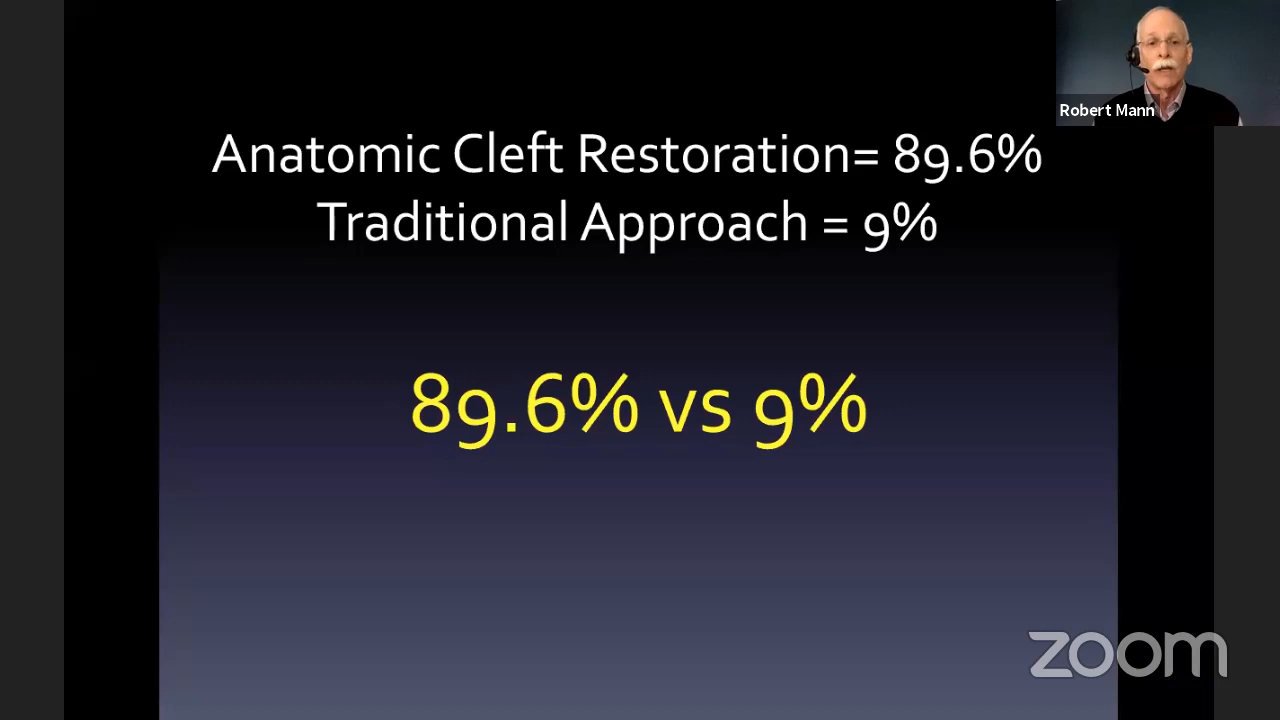 Robert Mann
Anatomic Cleft Restoration= 89.6%
Traditional Approach = 9%
89.6% vs 9%
zoom